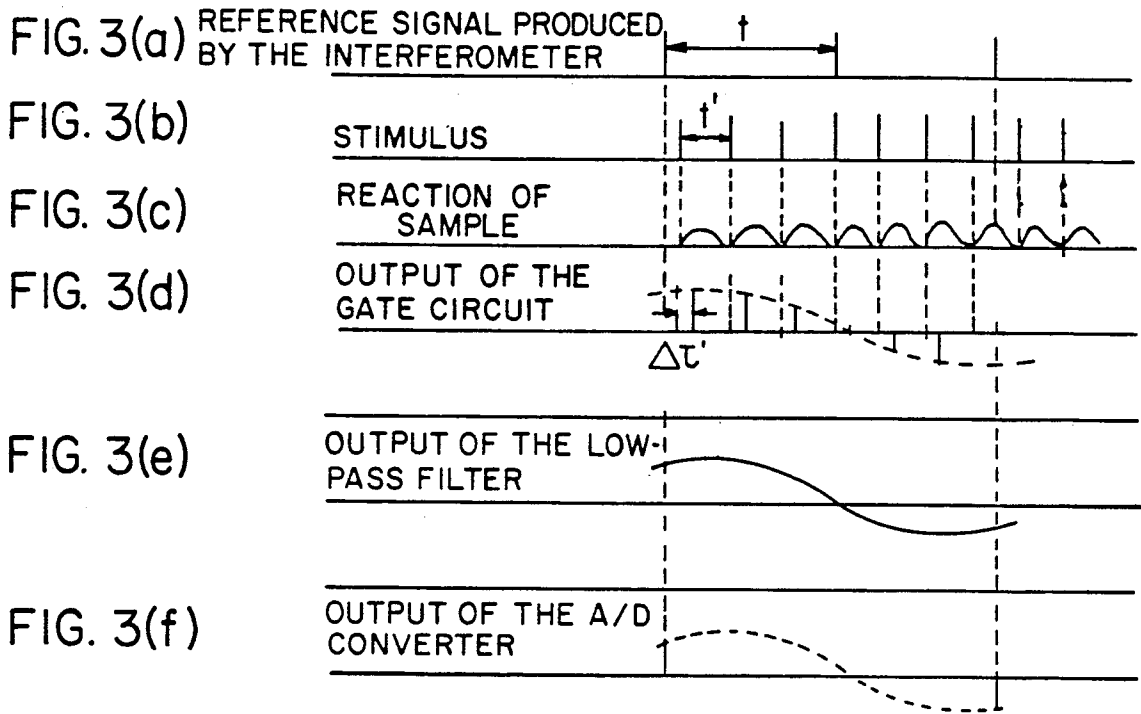 FIG. 3(a) REFERENCE SIGNAL PRODUCED
BY THE INTERFEROMETER
t
FIG. 3(b)
STIMULUS
t'
FIG. 3(c)
REACTION OF
SAMPLE
FIG. 3(d)
OUTPUT OF THE
GATE CIRCUIT
Δτ'
FIG. 3(e)
OUTPUT OF THE LOW-
PASS FILTER
FIG. 3(f)
OUTPUT OF THE A/D
CONVERTER